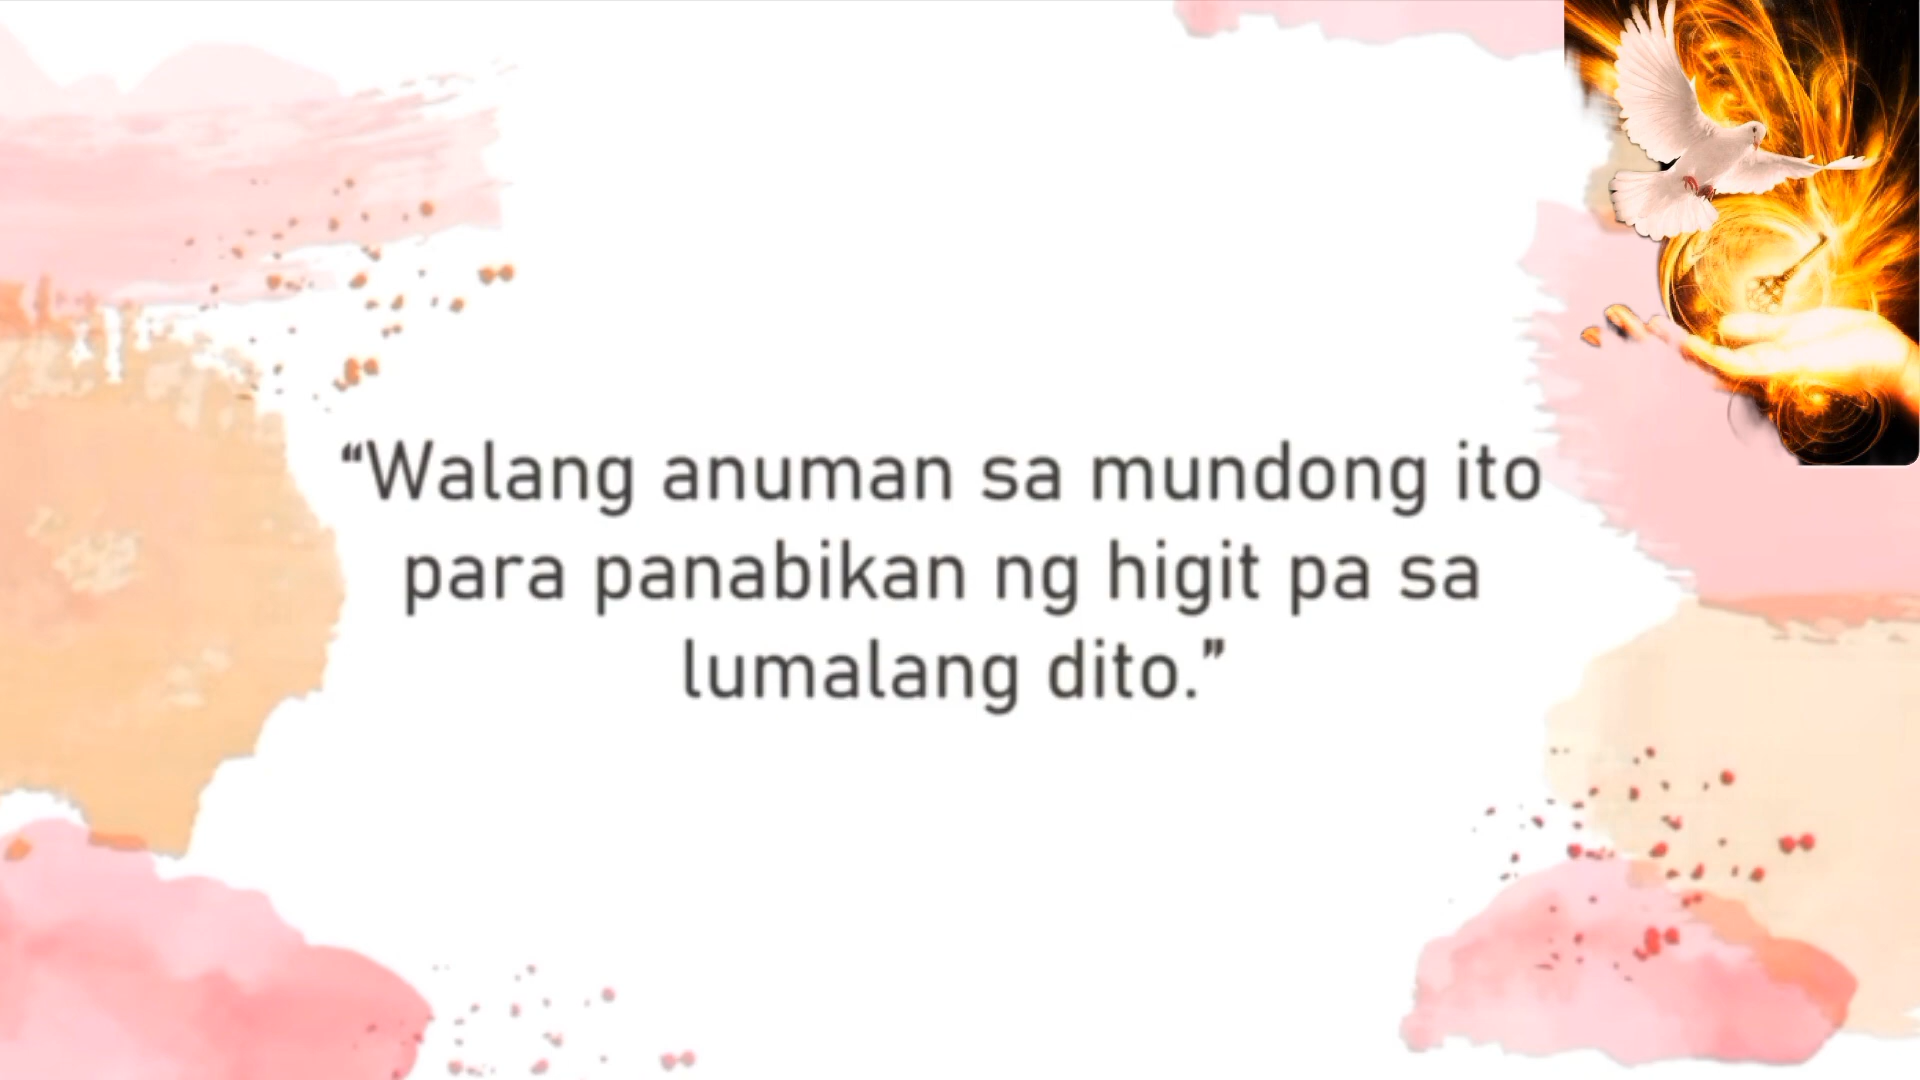 “Walang anuman sa mundong ito
para panabikan ng higit pa sa
lumalang dito.”